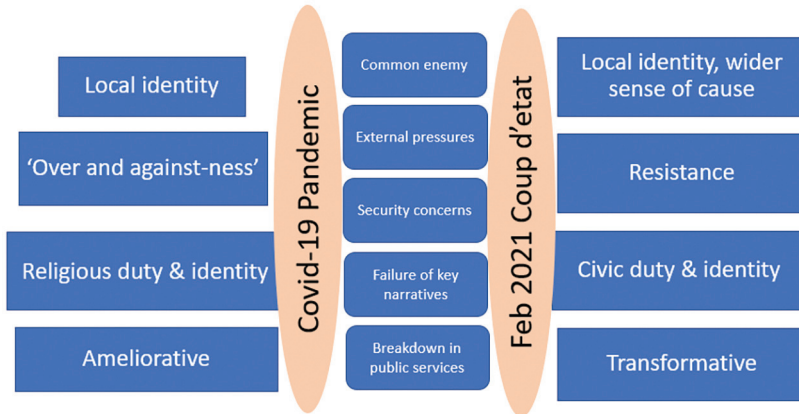 Local identity
‘Over and against-ness’
Religious duty & identity
Ameliorative
Covid-19 Pandemic
Common enemy
External pressures
Security concerns
Failure of key
narratives
Breakdown in
public services
Feb 2021 Coup d’etat
Local identity, wider
sense of cause
Resistance
Civic duty & identity
Transformative